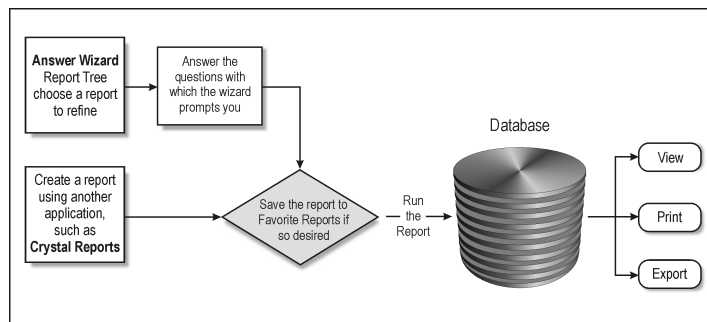 Answer Wizard
Report Tree
choose a report
to refine
Answer the
questions with
which the wizard
prompts you
Create a report
using another
application,
such as
Crystal Reports
Save the report to
Favorite Reports if
so desired
Run
the
Report
Database
View
Print
Export